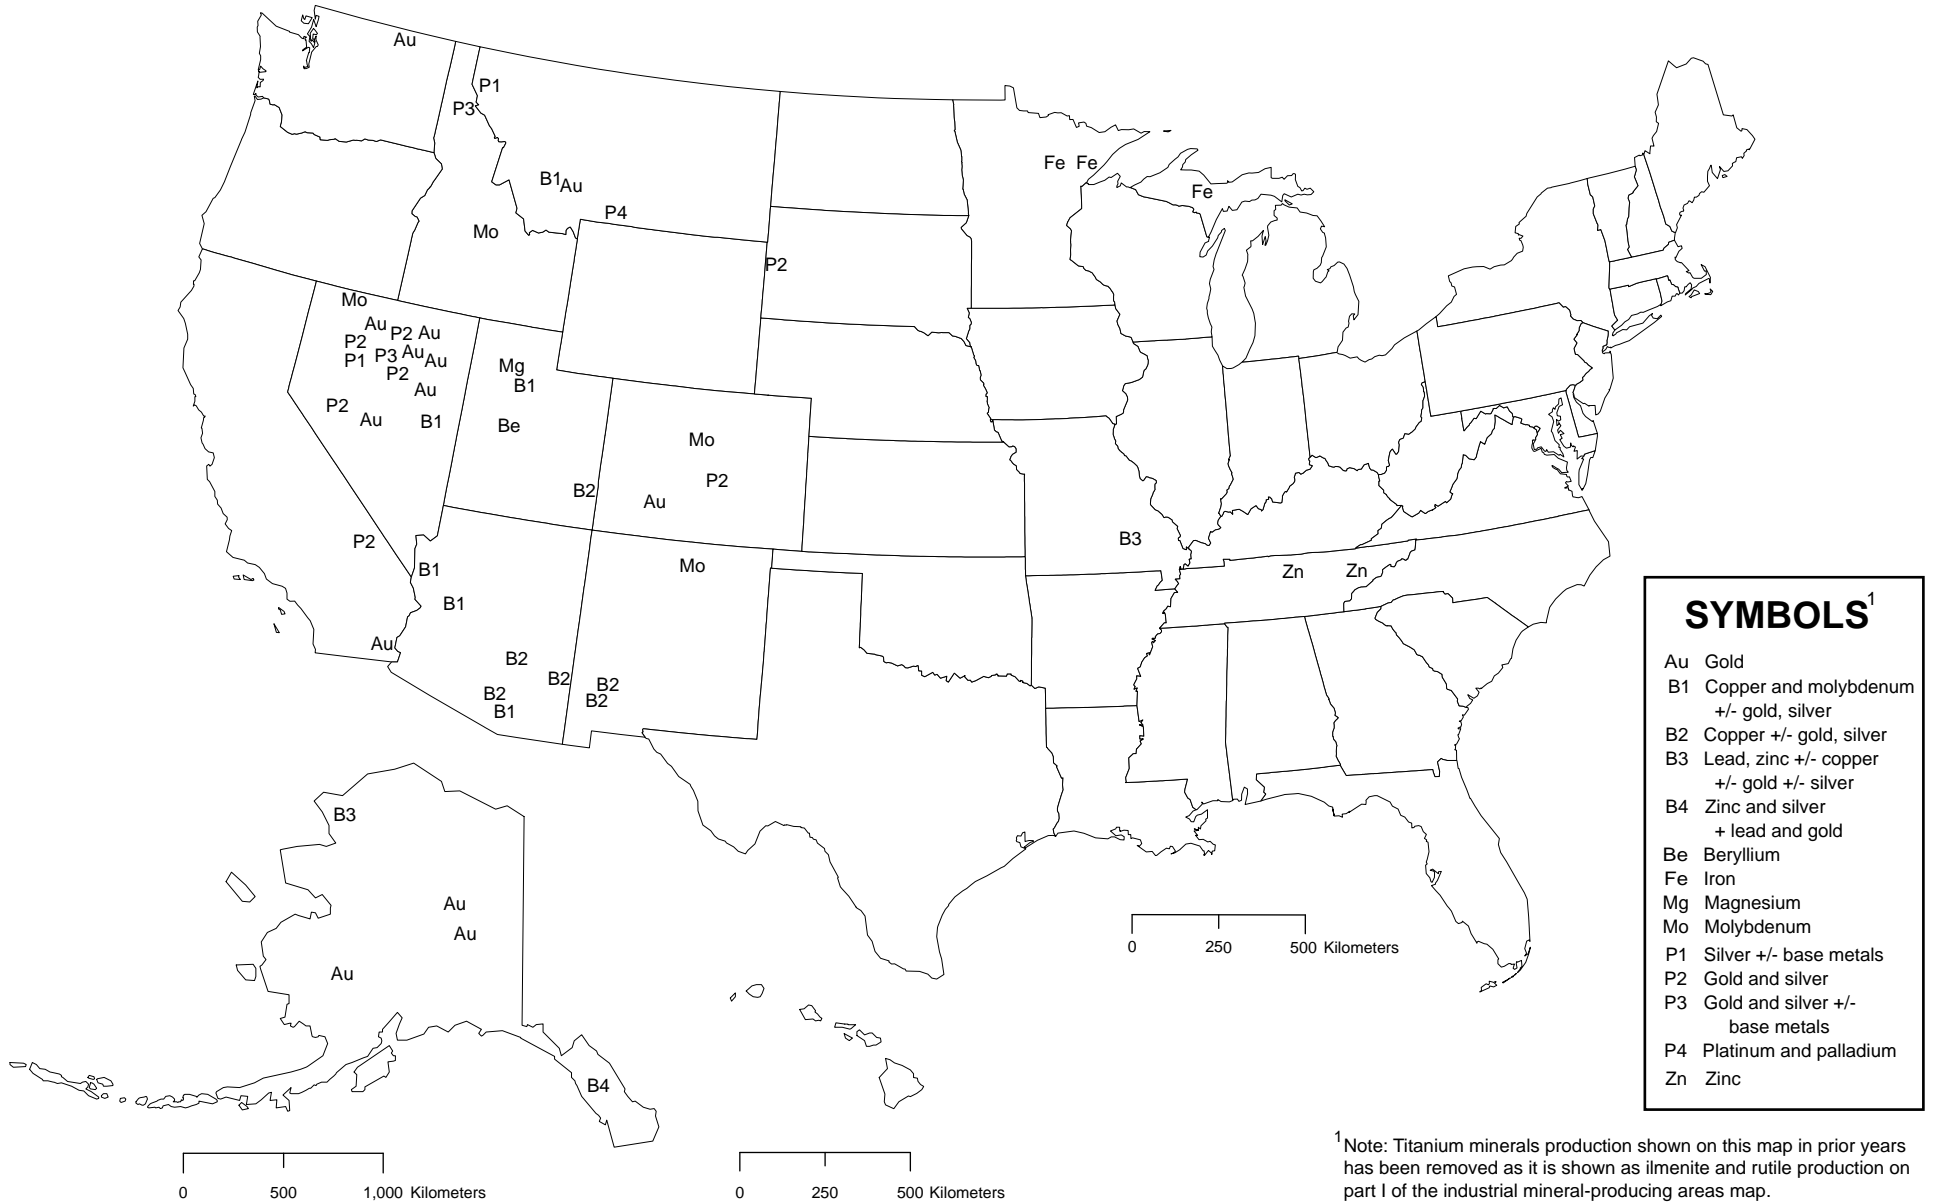 Au
P1
P3
Fe Fe
Fe
B1 Au
P4
Mo
P2
Mo
Au P2 Au
P2 P3 Au Au
P1
P2
Au
P2
Au B1
Mg
B1
Be
Mo
P2
B2
Au
P2
B3
B1
Mo
Zn Zn
B1
Au
B2
B2
B2
B2
B2
B1
B3
Au
Au
Au
B4
0 250 500 Kilometers
0 500 1,000 Kilometers
0 250 500 Kilometers
SYMBOLS1
Au Gold
B1 Copper and molybdenum
+/- gold, silver
B2 Copper +/- gold, silver
B3 Lead, zinc +/- copper
+/- gold +/- silver
B4 Zinc and silver
+ lead and gold
Be Beryllium
Fe Iron
Mg Magnesium
Mo Molybdenum
P1 Silver +/- base metals
P2 Gold and silver
P3 Gold and silver +/-
base metals
P4 Platinum and palladium
Zn Zinc
1Note: Titanium minerals production shown on this map in prior years
has been removed as it is shown as ilmenite and rutile production on
part I of the industrial mineral-producing areas map.